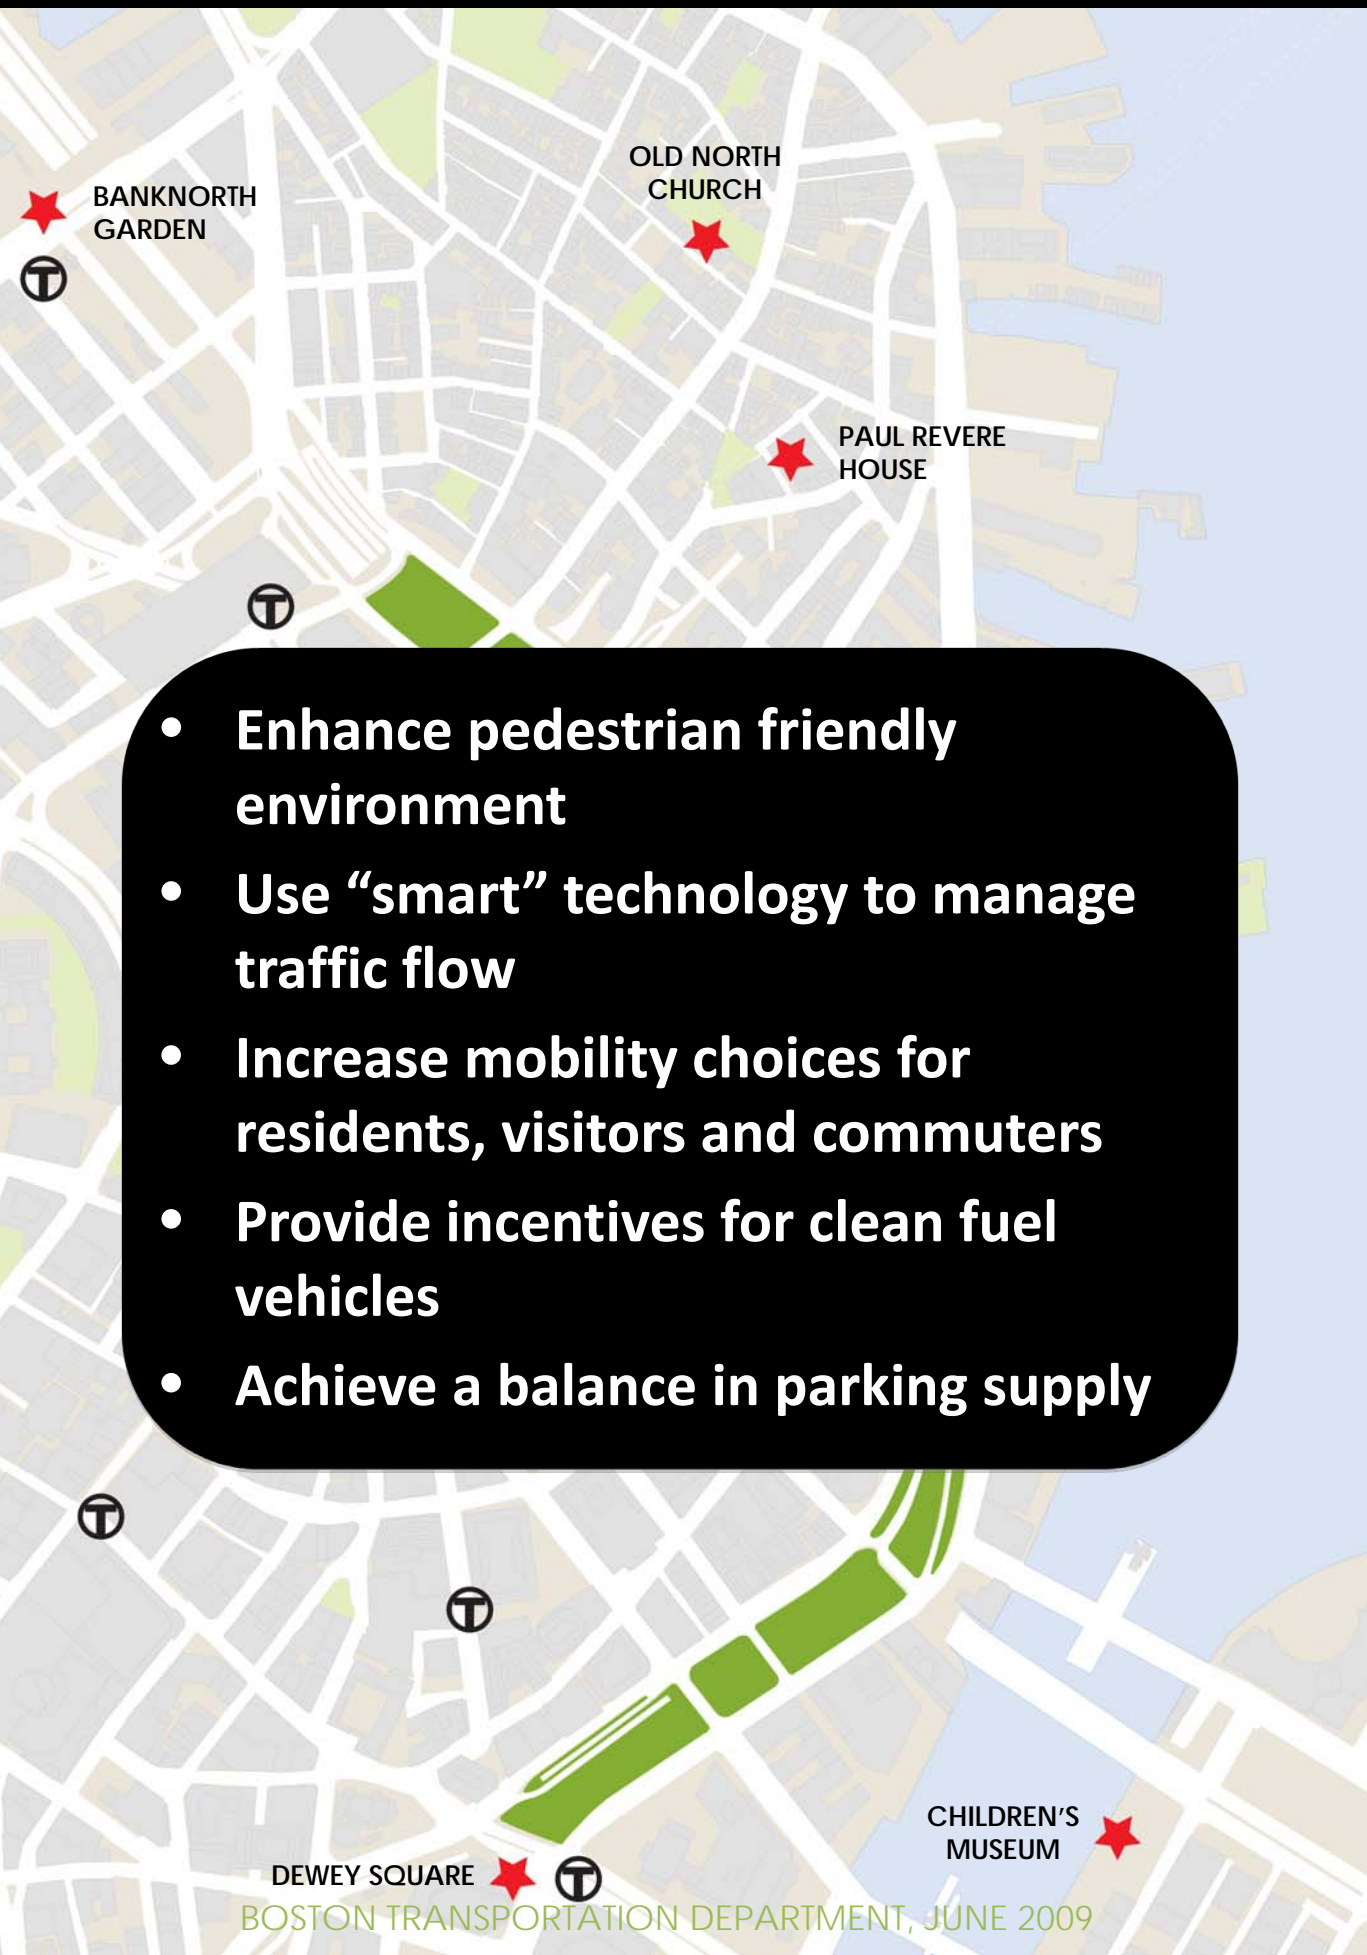 OLD NORTH
CHURCH
BANKNORTH
GARDEN
T
PAUL REVERE
HOUSE
T
• Enhance pedestrian friendly
environment
• Use “smart” technology to manage
traffic flow
• Increase mobility choices for
residents, visitors and commuters
• Provide incentives for clean fuel
vehicles
• Achieve a balance in parking supply
T
T
CHILDREN’S
MUSEUM
DEWEY SQUARE
T
BOSTON TRANSPORTATION DEPARTMENT, JUNE 2009